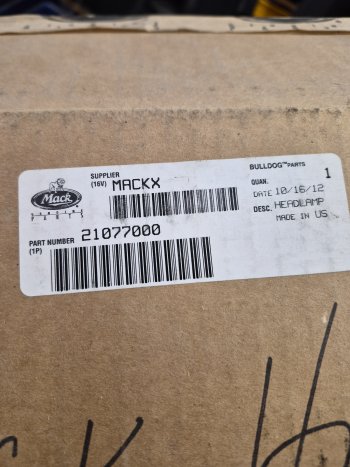 Mack
SUPPLIER
(16V) MACKX
BULLDOG™ PARTS
QUAN. 1
DATE 10/16/12
DESC. HEADLAMP
MADE IN US
PART NUMBER 21077000
(1P)